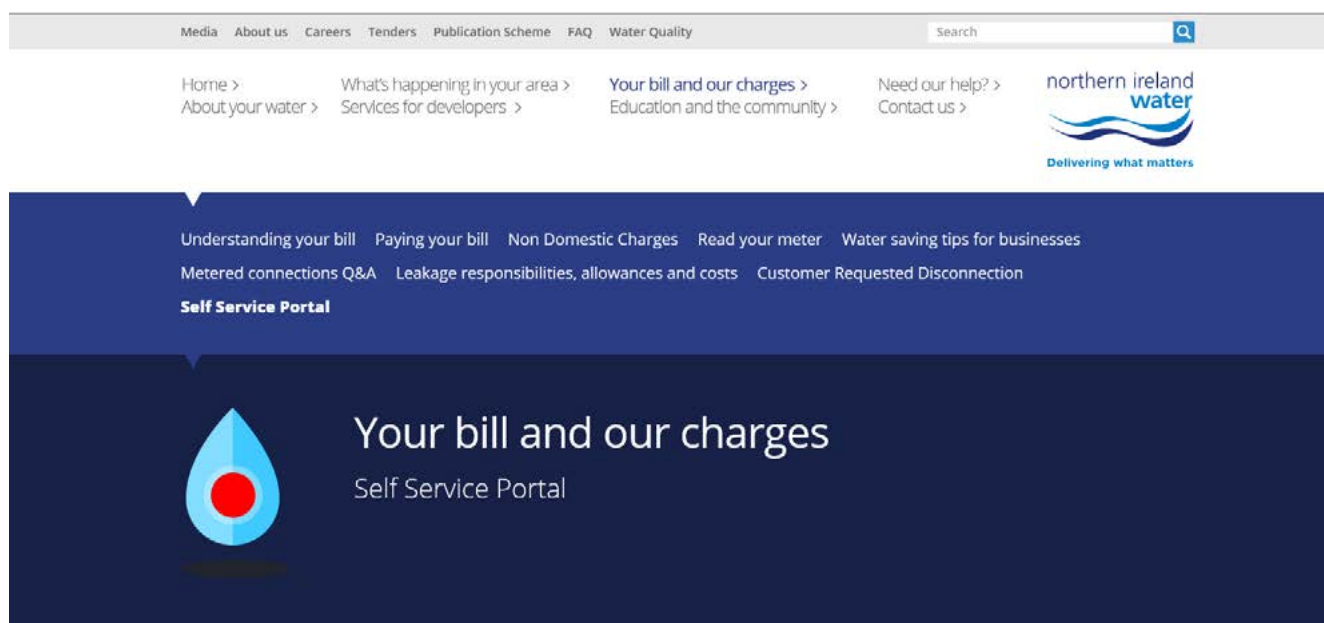 Media About us Careers Tenders Publication Scheme FAQ Water Quality Search
Home > What's happening in your area > Your bill and our charges > Need our help? >
About your water > Services for developers > Education and the community > Contact us >
northern ireland
water
Delivering what matters
Understanding your bill Paying your bill Non Domestic Charges Read your meter Water saving tips for businesses
Metered connections Q&A Leakage responsibilities, allowances and costs Customer Requested Disconnection
Self Service Portal
Your bill and our charges
Self Service Portal